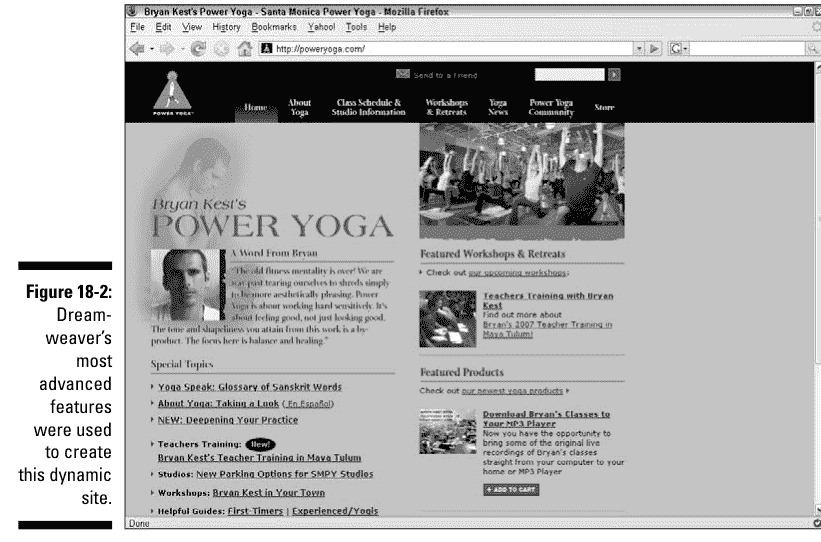 Bryan Kest's Power Yoga - Santa Monica Power Yoga - Mozilla Firefox
File Edit View History Bookmarks Yahoo! Tools Help
http://poweryoga.com/
G
Send to a Friend
POWER YOGA
Home
About
Yoga
Class Schedule &
Studio Information
Workshops
& Retreats
Yoga
News
Power Yoga
Community
Store
Bryan Kest's
POWER YOGA
A Word From Bryan
"The old fitness mentality is over! We are
way past tearing ourselves to shreds simply
to be more aesthetically pleasing. Power
Yoga is about working hard sensitively. It's
about feeling good, not just looking good.
The tone and shapeliness you attain from this work is a by-
product. The focus here is balance and healing."
Special Topics
Yoga Speak: Glossary of Sanskrit Words
About Yoga: Taking a Look ( En Español)
NEW: Deepening Your Practice
Teachers Training: New!
Bryan Kest's Teacher Training in Maya Tulum
Studios: New Parking Options for SMPY Studios
Workshops: Bryan Kest in Your Town
Helpful Guides: First-Timers | Experienced/Yogis
Featured Workshops & Retreats
Check out our upcoming workshops:
Teachers Training with Bryan
Kest
Find out more about
Bryan's 2007 Teacher Training in
Maya Tulum!
Featured Products
Check out our newest yoga products
Download Bryan's Classes to
Your MP3 Player
Now you have the opportunity to
bring some of the original live
recordings of Bryan's classes
straight from your computer to your
home or MP3 Player
+ ADD TO CART
Done
Figure 18-2:
Dream-
weaver's
most
advanced
features
were used
to create
this dynamic
site.